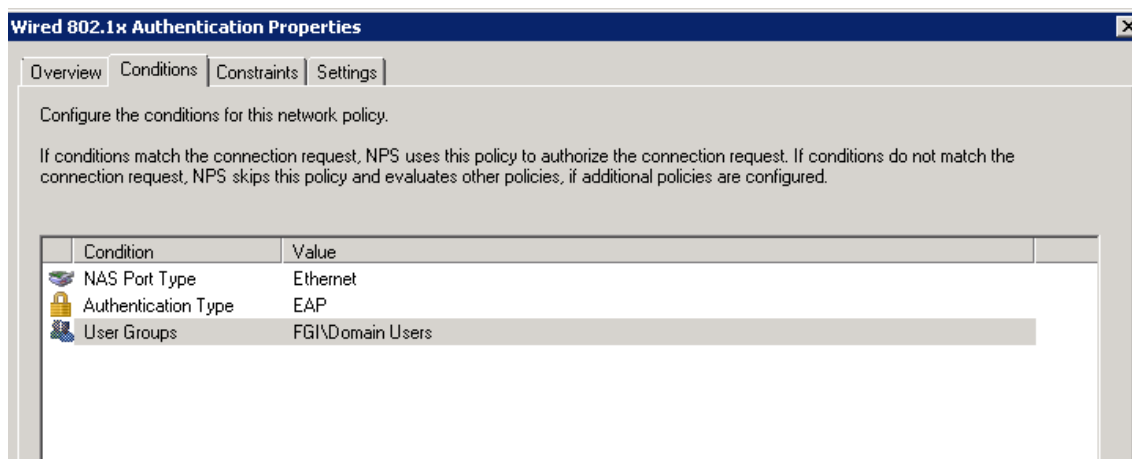 Wired 802.1x Authentication Properties
Overview Conditions Constraints Settings
Configure the conditions for this network policy.
If conditions match the connection request, NPS uses this policy to authorize the connection request. If conditions do not match the
connection request, NPS skips this policy and evaluates other policies, if additional policies are configured.
Condition Value
NAS Port Type Ethernet
Authentication Type EAP
User Groups FGI\Domain Users